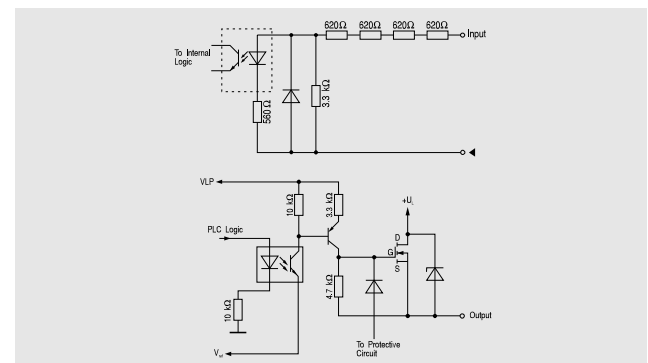 620Ω 620Ω 620Ω 620Ω
Input
To Internal
Logic
560 Ω
3.3 kΩ
VLP
10 kΩ
3.3 kΩ
+U
PLC Logic
D
G
S
4.7 kΩ
10 kΩ
Output
To Protective
Circuit
V